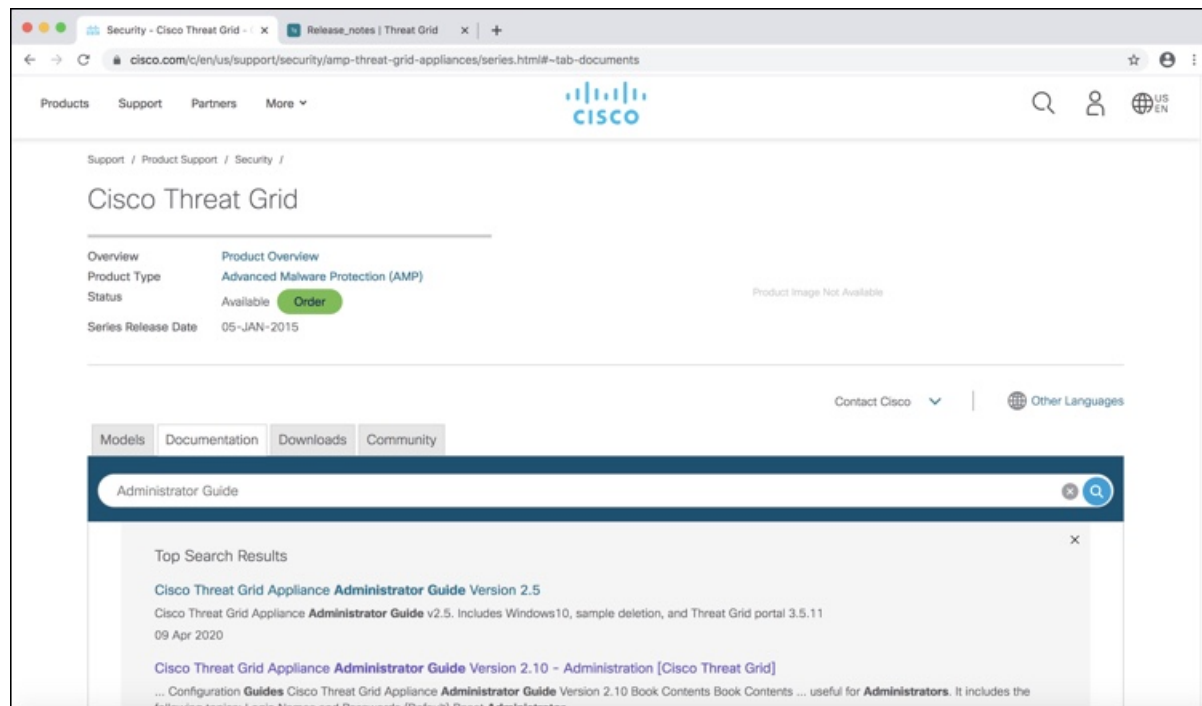 Security - Cisco Threat Grid -
Release_notes | Threat Grid
cisco.com/c/en/us/support/security/amp-threat-grid-appliances/series.html#~tab-documents
Products Support Partners More
CISCO
US
EN
Support / Product Support / Security /
Cisco Threat Grid
Overview Product Overview
Product Type Advanced Malware Protection (AMP)
Status Available Order
Series Release Date 05-JAN-2015
Product Image Not Available
Contact Cisco Other Languages
Models Documentation Downloads Community
Administrator Guide
Top Search Results
Cisco Threat Grid Appliance Administrator Guide Version 2.5
Cisco Threat Grid Appliance Administrator Guide v2.5. Includes Windows10, sample deletion, and Threat Grid portal 3.5.11
09 Apr 2020
Cisco Threat Grid Appliance Administrator Guide Version 2.10 - Administration [Cisco Threat Grid]
... Configuration Guides Cisco Threat Grid Appliance Administrator Guide Version 2.10 Book Contents Book Contents ... useful for Administrators. It includes the